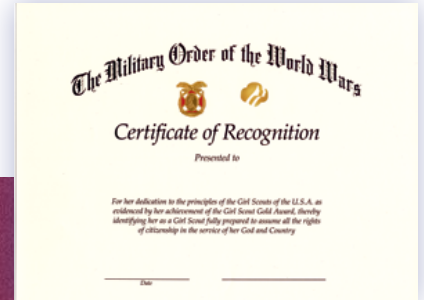 The Military Order of the World Wars
Certificate of Recognition
Presented to
For her dedication to the principles of the Girl Scouts of the U.S.A. as
evidenced by her achievement of the Girl Scout Gold Award, thereby
identifying her as a Girl Scout fully prepared to assume all the rights
of citizenship in the service of her God and Country
Date